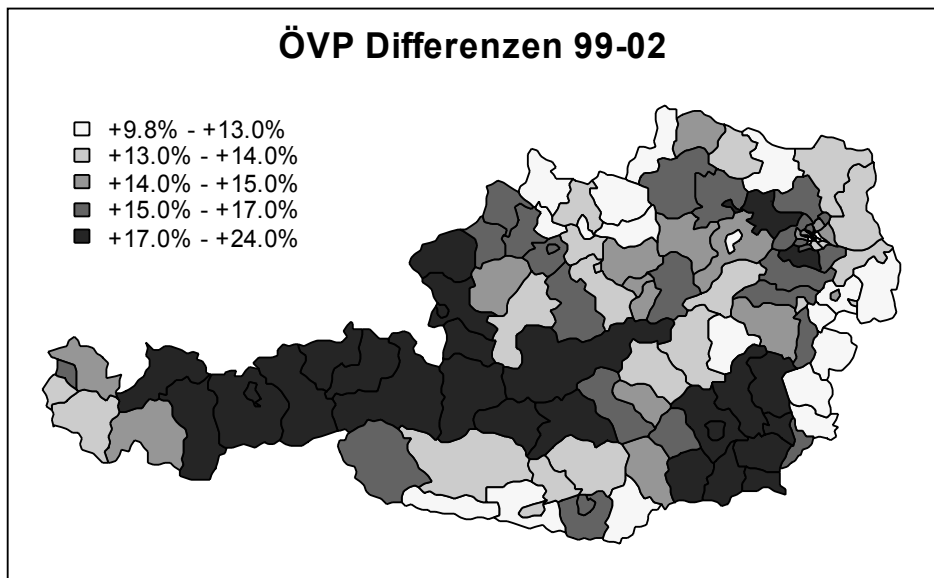 ÖVP Differenzen 99-02
+9.8% - +13.0%
+13.0% - +14.0%
+14.0% - +15.0%
+15.0% - +17.0%
+17.0% - +24.0%